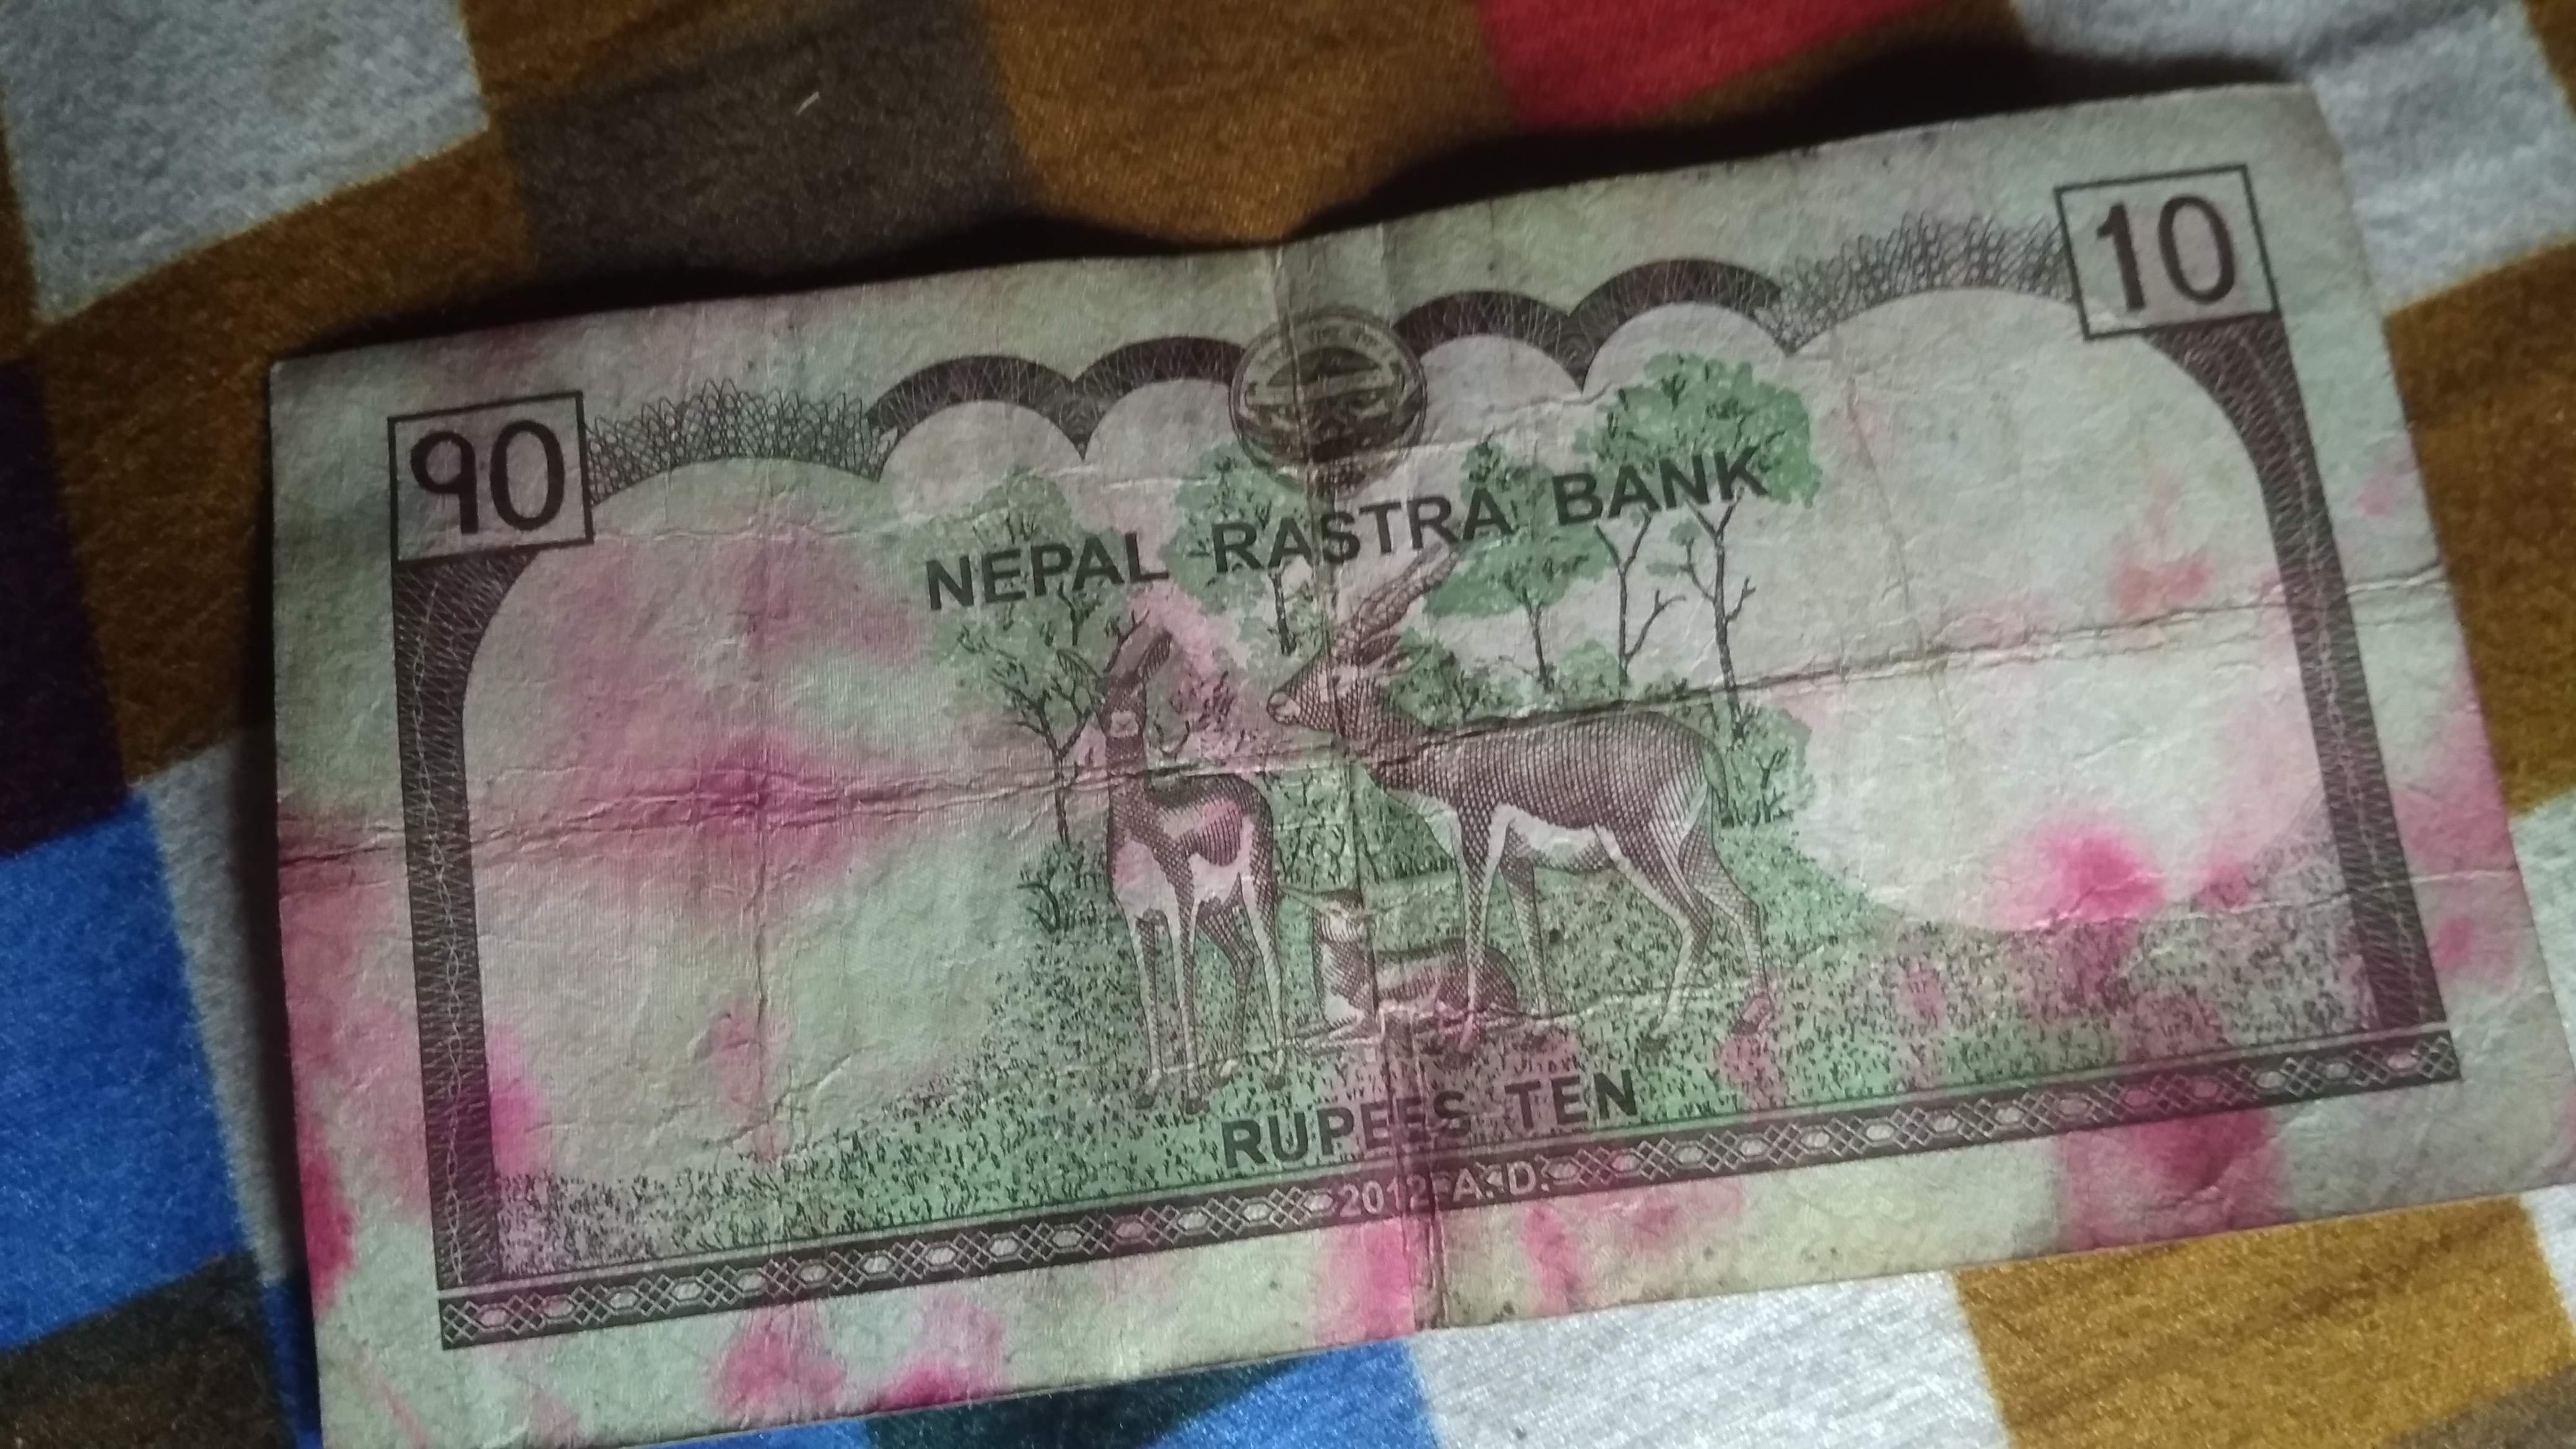 १० 10
NEPAL RASTRA BANK
RUPEES TEN
2012 A.D.